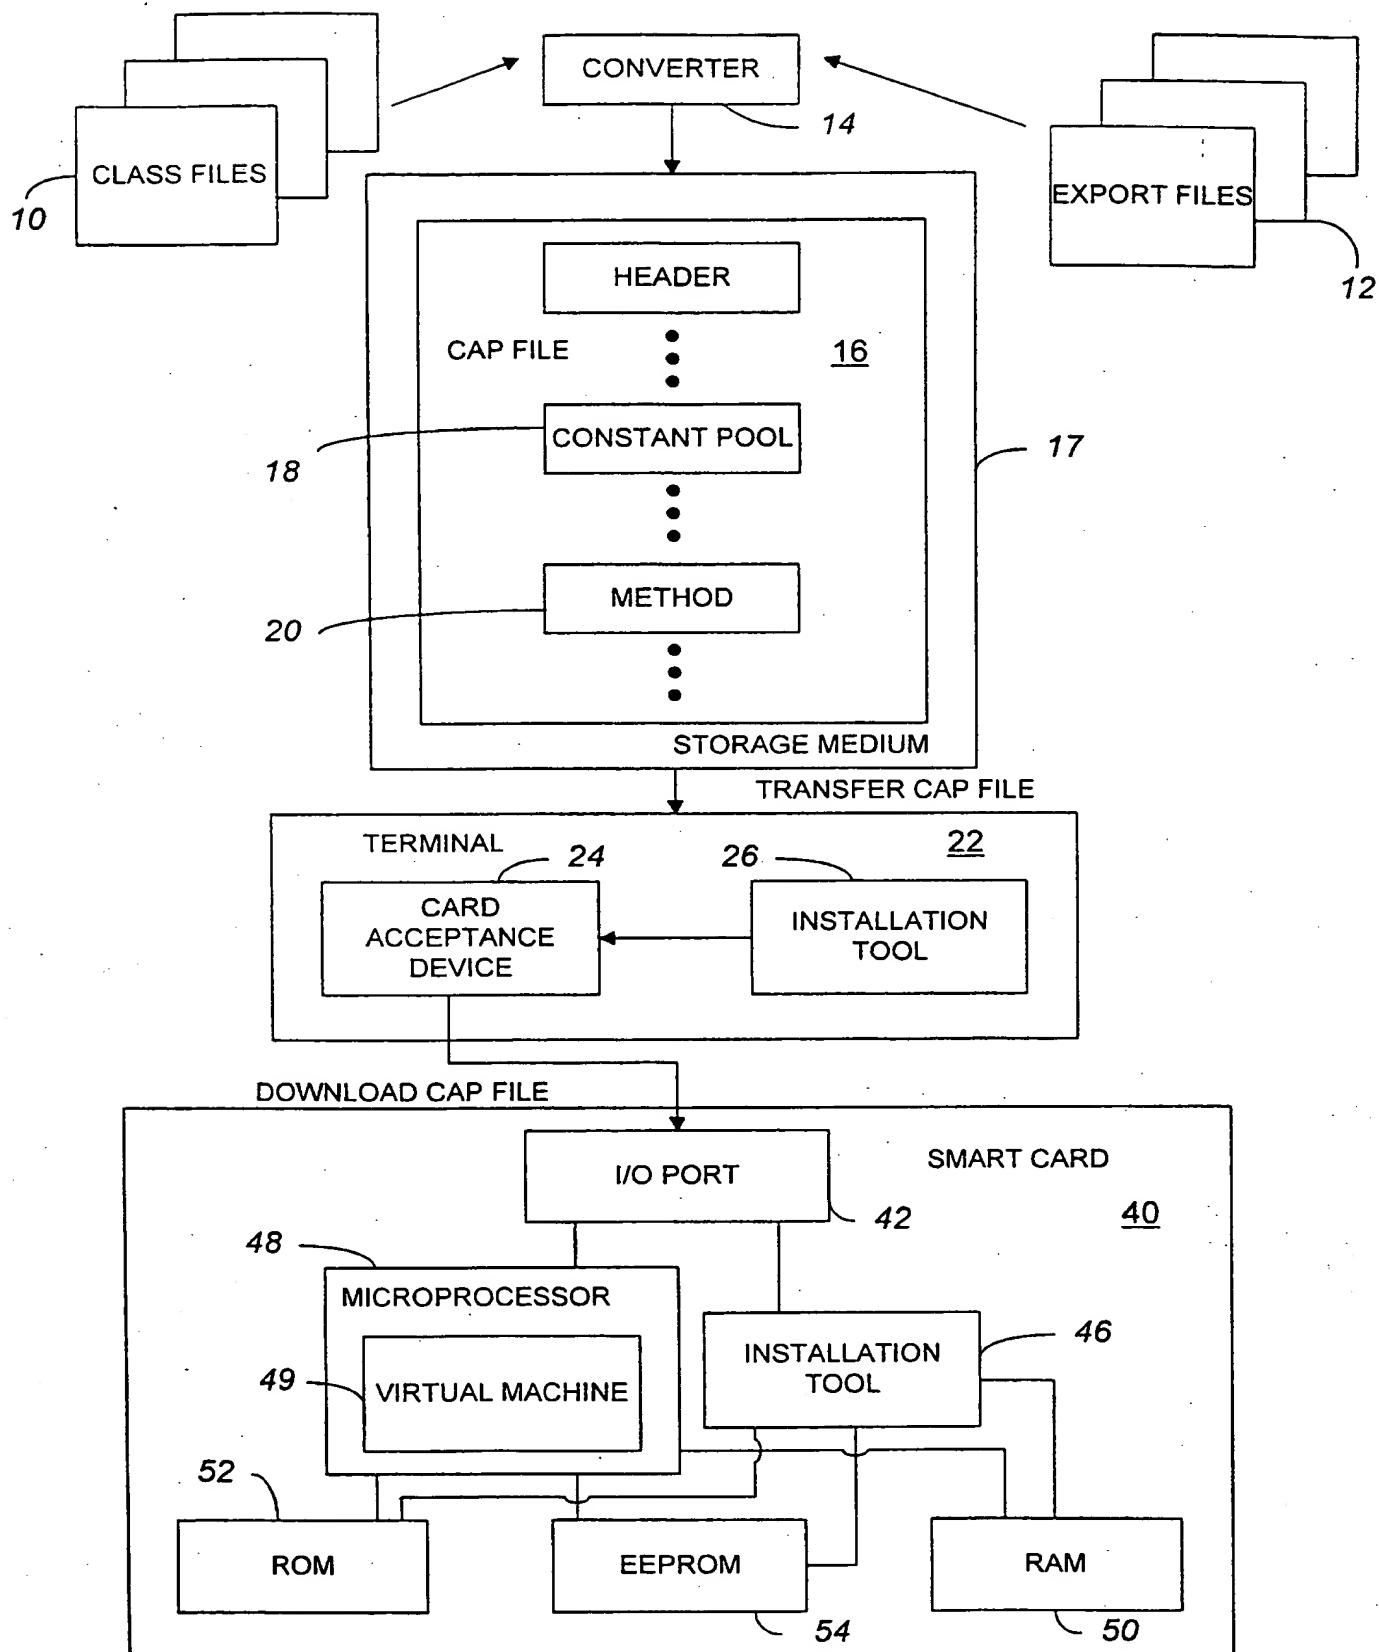 CONVERTER
14
CLASS FILES
10
EXPORT FILES
12
HEADER
CAP FILE
16
CONSTANT POOL
18
17
METHOD
20
STORAGE MEDIUM
TRANSFER CAP FILE
TERMINAL
22
24
26
CARD
ACCEPTANCE
DEVICE
INSTALLATION
TOOL
DOWNLOAD CAP FILE
I/O PORT
SMART CARD
42
40
48
MICROPROCESSOR
46
INSTALLATION
TOOL
49
VIRTUAL MACHINE
52
ROM
EEPROM
RAM
54
50